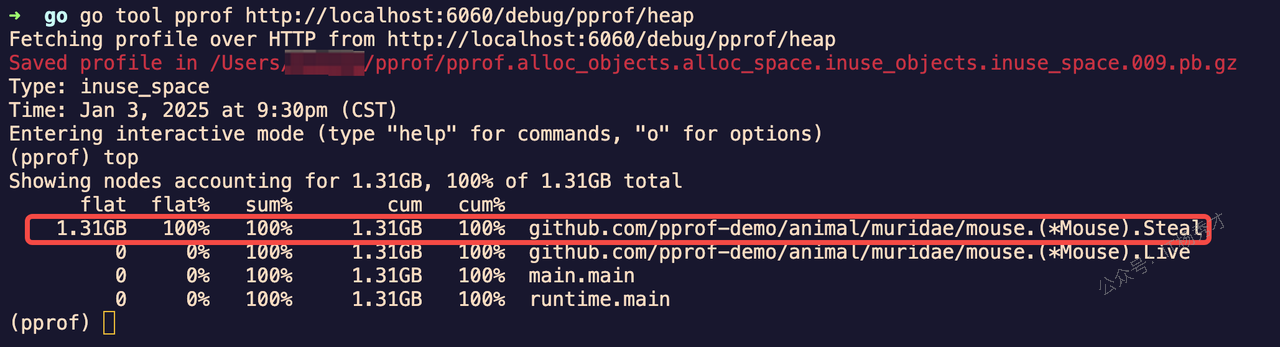 ➜  go go tool pprof http://localhost:6060/debug/pprof/heap
Fetching profile over HTTP from http://localhost:6060/debug/pprof/heap
Saved profile in /Users/ /pprof/pprof.alloc_objects.alloc_space.inuse_objects.inuse_space.009.pb.gz
Type: inuse_space
Time: Jan 3, 2025 at 9:30pm (CST)
Entering interactive mode (type "help" for commands, "o" for options)
(pprof) top
Showing nodes accounting for 1.31GB, 100% of 1.31GB total
flat  flat%   sum%        cum   cum%
1.31GB   100%   100%     1.31GB   100%  github.com/pprof-demo/animal/muridae/mouse.(*Mouse).Steal
0     0%   100%     1.31GB   100%  github.com/pprof-demo/animal/muridae/mouse.(*Mouse).Live
0     0%   100%     1.31GB   100%  main.main
0     0%   100%     1.31GB   100%  runtime.main
(pprof)
公众号
秀才